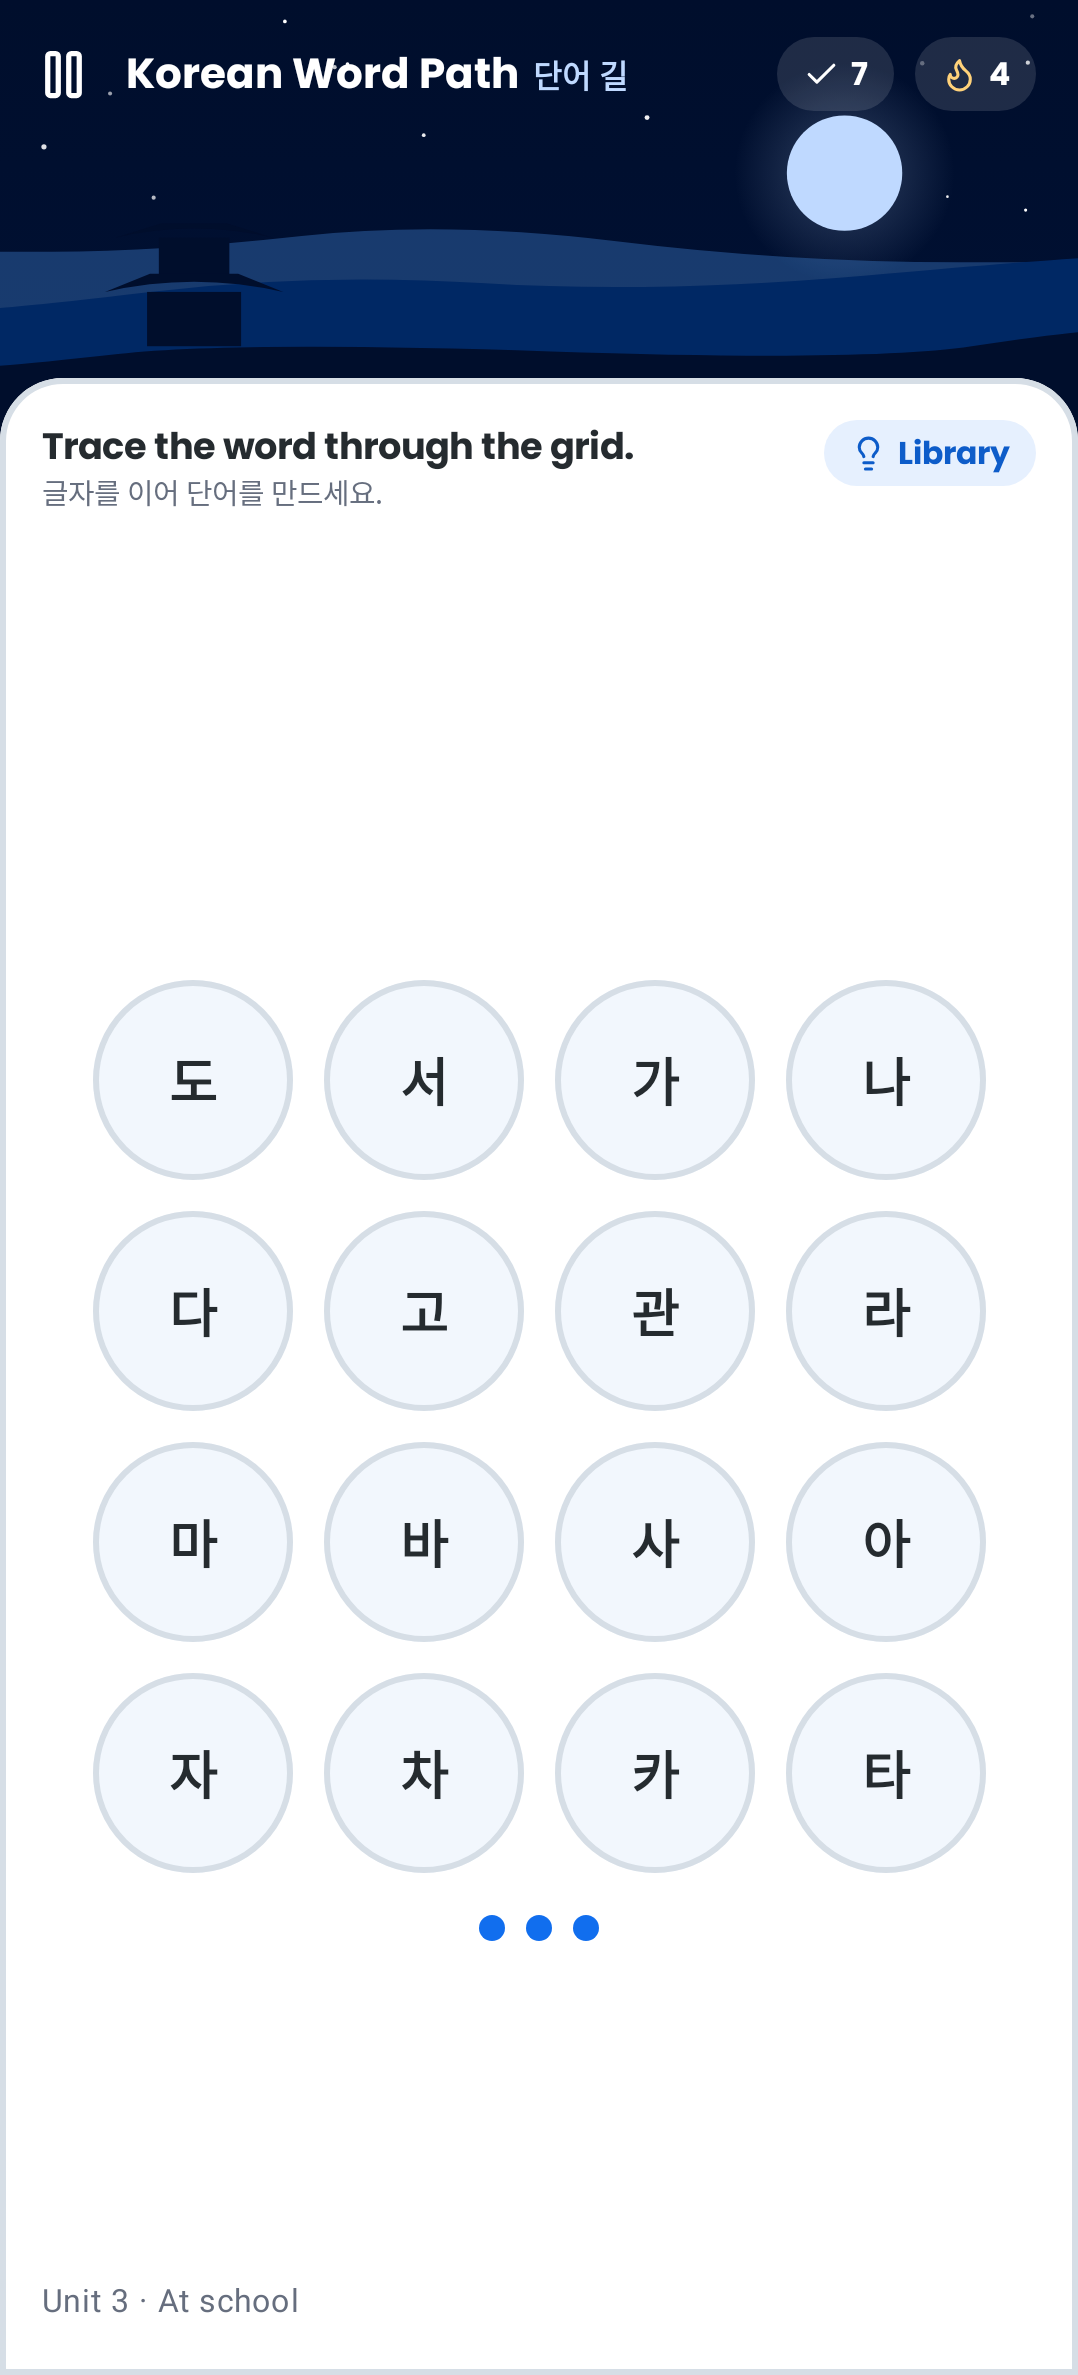 Korean Word Path 단어 길
7
4
Trace the word through the grid.
글자를 이어 단어를 만드세요.
Library
도 서 가 나
다 고 관 라
마 바 사 아
자 차 카 타
Unit 3 · At school